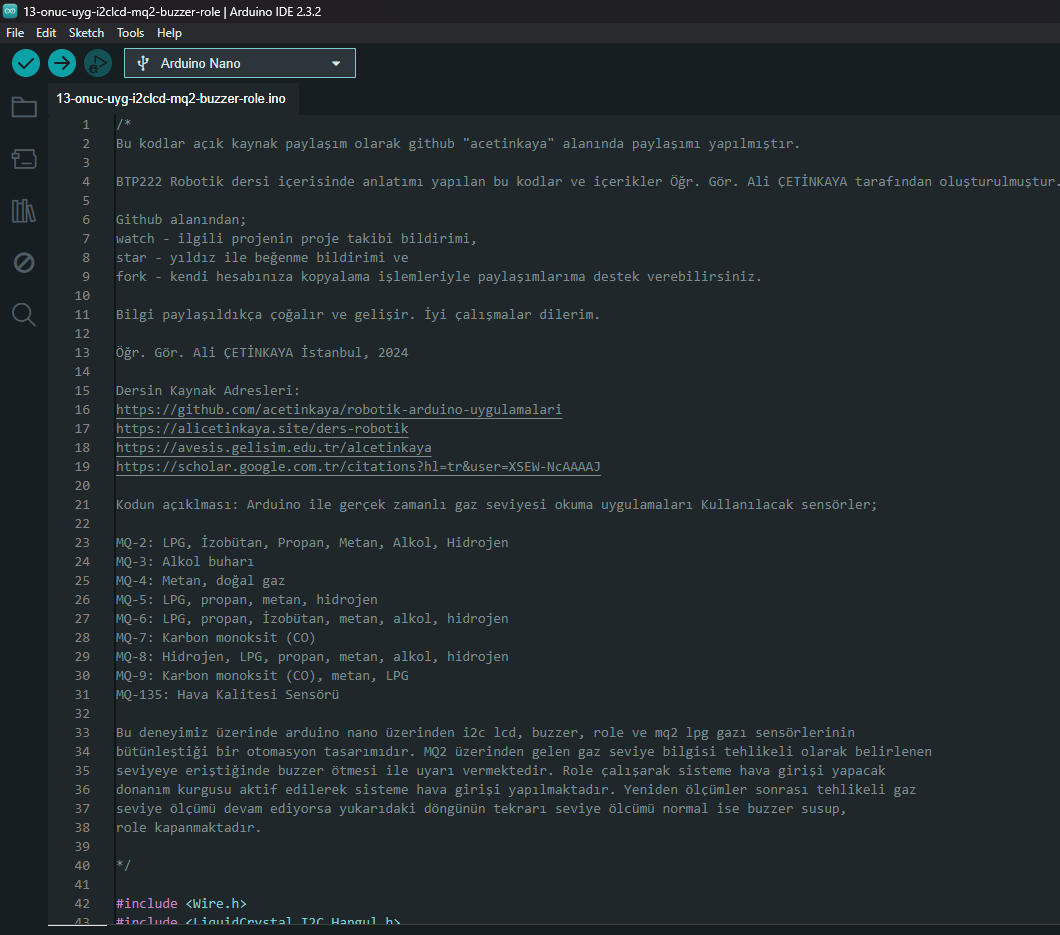 13-onuc-uyg-i2clcd-mq2-buzzer-role | Arduino IDE 2.3.2
File Edit Sketch Tools Help
Arduino Nano
13-onuc-uyg-i2clcd-mq2-buzzer-role.ino
1 /*
2 Bu kodlar açık kaynak paylaşım olarak github "acetinkaya" alanında paylaşımı yapılmıştır.
3
4 BTP222 Robotik dersi içerisinde anlatımı yapılan bu kodlar ve içerikler Öğr. Gör. Ali ÇETİNKAYA tarafından oluşturulmuştur.
5
6 Github alanından;
7 watch - ilgili projenin proje takibi bildirimi,
8 star - yıldız ile beğenme bildirimi ve
9 fork - kendi hesabınıza kopyalama işlemleriyle paylaşımlarıma destek verebilirsiniz.
10
11 Bilgi paylaşıldıkça çoğalır ve gelişir. İyi çalışmalar dilerim.
12
13 Öğr. Gör. Ali ÇETİNKAYA İstanbul, 2024
14
15 Dersin Kaynak Adresleri:
16 https://github.com/acetinkaya/robotik-arduino-uygulamalari
17 https://alicetinkaya.site/ders-robotik
18 https://avesis.gelisim.edu.tr/alcetinkaya
19 https://scholar.google.com.tr/citations?hl=tr&user=XSEW-NcAAAAJ
20
21 Kodun açıklması: Arduino ile gerçek zamanlı gaz seviyesi okuma uygulamaları Kullanılacak sensörler;
22
23 MQ-2: LPG, İzobütan, Propan, Metan, Alkol, Hidrojen
24 MQ-3: Alkol buharı
25 MQ-4: Metan, doğal gaz
26 MQ-5: LPG, propan, metan, hidrojen
27 MQ-6: LPG, propan, İzobütan, metan, alkol, hidrojen
28 MQ-7: Karbon monoksit (CO)
29 MQ-8: Hidrojen, LPG, propan, metan, alkol, hidrojen
30 MQ-9: Karbon monoksit (CO), metan, LPG
31 MQ-135: Hava Kalitesi Sensörü
32
33 Bu deneyimiz üzerinde arduino nano üzerinden i2c lcd, buzzer, role ve mq2 lpg gazı sensörlerinin
34 bütünleştiği bir otomasyon tasarımıdır. MQ2 üzerinden gelen gaz seviye bilgisi tehlikeli olarak belirlenen
35 seviyeye eriştiğinde buzzer ötmesi ile uyarı vermektedir. Role çalışarak sisteme hava girişi yapacak
36 donanım kurgusu aktif edilerek sisteme hava girişi yapılmaktadır. Yeniden ölçümler sonrası tehlikeli gaz
37 seviye ölçümü devam ediyorsa yukarıdaki döngünün tekrarı seviye ölcümü normal ise buzzer susup,
38 role kapanmaktadır.
39
40 */
41
42 #include <Wire.h>
43 #include <LiquidCrystal_I2C_Hangul.h>